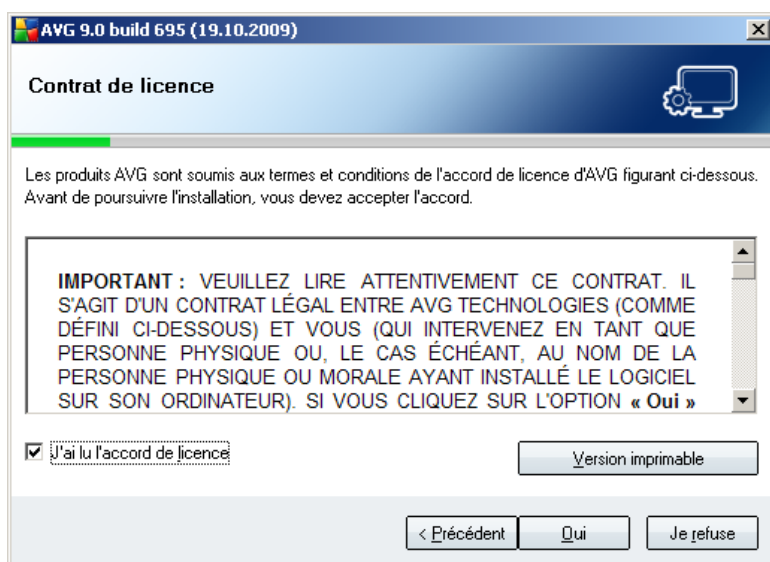 AVG 9.0 build 695 (19.10.2009)
Contrat de licence
Les produits AVG sont soumis aux termes et conditions de l'accord de licence d'AVG figurant ci-dessous.
Avant de poursuivre l'installation, vous devez accepter l'accord.
IMPORTANT : VEUILLEZ LIRE ATTENTIVEMENT CE CONTRAT. IL
S'AGIT D'UN CONTRAT LÉGAL ENTRE AVG TECHNOLOGIES (COMME
DÉFINI CI-DESSOUS) ET VOUS (QUI INTERVENEZ EN TANT QUE
PERSONNE PHYSIQUE OU, LE CAS ÉCHÉANT, AU NOM DE LA
PERSONNE PHYSIQUE OU MORALE AYANT INSTALLÉ LE LOGICIEL
SUR SON ORDINATEUR). SI VOUS CLIQUEZ SUR L'OPTION « Oui »
J'ai lu l'accord de licence
Version imprimable
< Précédent
Oui
Je refuse